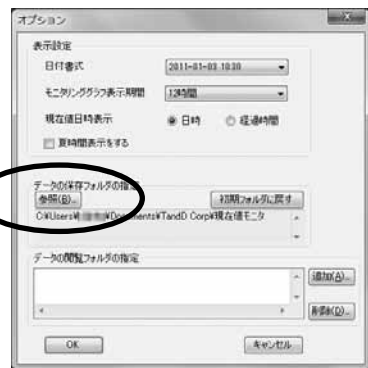 オプション
表示設定
日付書式 2011-01-03 18:30
モニタリンググラフ表示期間 12時間
現在値日時表示 日時 経過時間
夏時間表示をする
データの保存フォルダの指定
参照(B)... 初期フォルダに戻す
C:¥Users¥ ¥Documents¥TandD Corp¥現在値モニタ
データの閲覧フォルダの指定
追加(A)...
削除(D)...
OK キャンセル